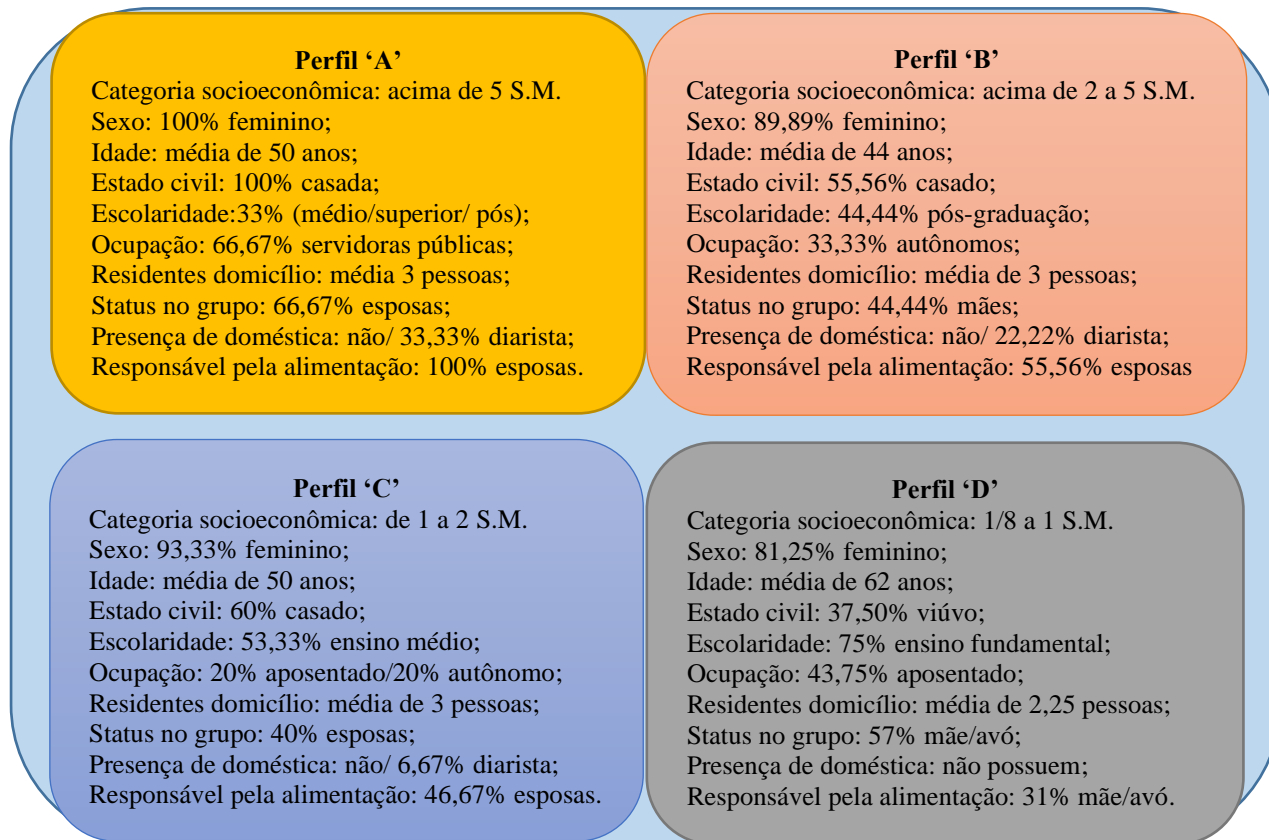 Perfil ‘A’
Categoria socioeconômica: acima de 5 S.M.
Sexo: 100% feminino;
Idade: média de 50 anos;
Estado civil: 100% casada;
Escolaridade:33% (médio/superior/ pós);
Ocupação: 66,67% servidoras públicas;
Residentes domicílio: média 3 pessoas;
Status no grupo: 66,67% esposas;
Presença de doméstica: não/ 33,33% diarista;
Responsável pela alimentação: 100% esposas.
Perfil ‘B’
Categoria socioeconômica: acima de 2 a 5 S.M.
Sexo: 89,89% feminino;
Idade: média de 44 anos;
Estado civil: 55,56% casado;
Escolaridade: 44,44% pós-graduação;
Ocupação: 33,33% autônomos;
Residentes domicílio: média de 3 pessoas;
Status no grupo: 44,44% mães;
Presença de doméstica: não/ 22,22% diarista;
Responsável pela alimentação: 55,56% esposas
Perfil ‘C’
Categoria socioeconômica: de 1 a 2 S.M.
Sexo: 93,33% feminino;
Idade: média de 50 anos;
Estado civil: 60% casado;
Escolaridade: 53,33% ensino médio;
Ocupação: 20% aposentado/20% autônomo;
Residentes domicílio: média de 3 pessoas;
Status no grupo: 40% esposas;
Presença de doméstica: não/ 6,67% diarista;
Responsável pela alimentação: 46,67% esposas.
Perfil ‘D’
Categoria socioeconômica: 1/8 a 1 S.M.
Sexo: 81,25% feminino;
Idade: média de 62 anos;
Estado civil: 37,50% viúvo;
Escolaridade: 75% ensino fundamental;
Ocupação: 43,75% aposentado;
Residentes domicílio: média de 2,25 pessoas;
Status no grupo: 57% mãe/avó;
Presença de doméstica: não possuem;
Responsável pela alimentação: 31% mãe/avó.